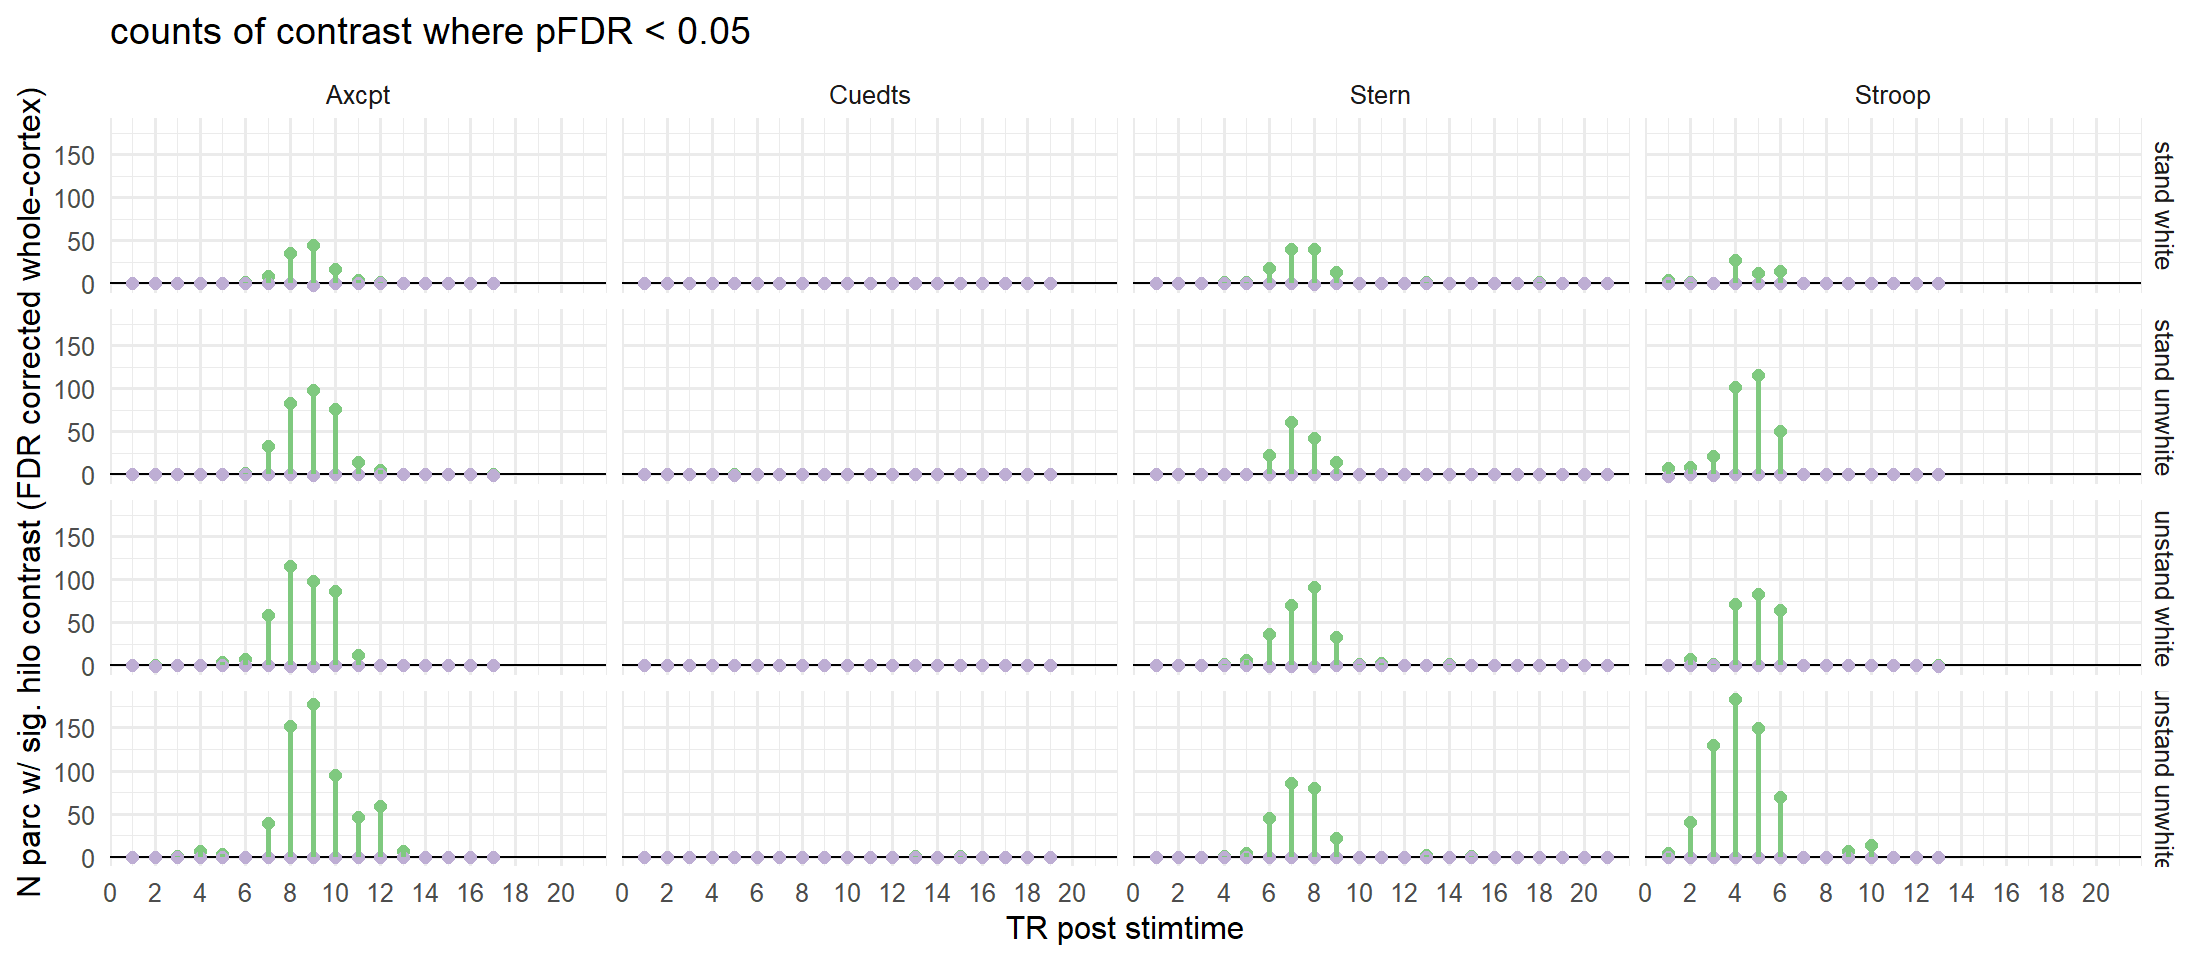 counts of contrast where pFDR < 0.05
Axcpt Cuedts Stern Stroop
N parc w/ sig. hilo contrast (FDR corrected whole-cortex)
150
100
50
0
stand white
150
100
50
0
stand unwhite
150
100
50
0
unstand white
150
100
50
0
unstand unwhite
0 2 4 6 8 10 12 14 16 18 20 0 2 4 6 8 10 12 14 16 18 20 0 2 4 6 8 10 12 14 16 18 20 0 2 4 6 8 10 12 14 16 18 20
TR post stimtime